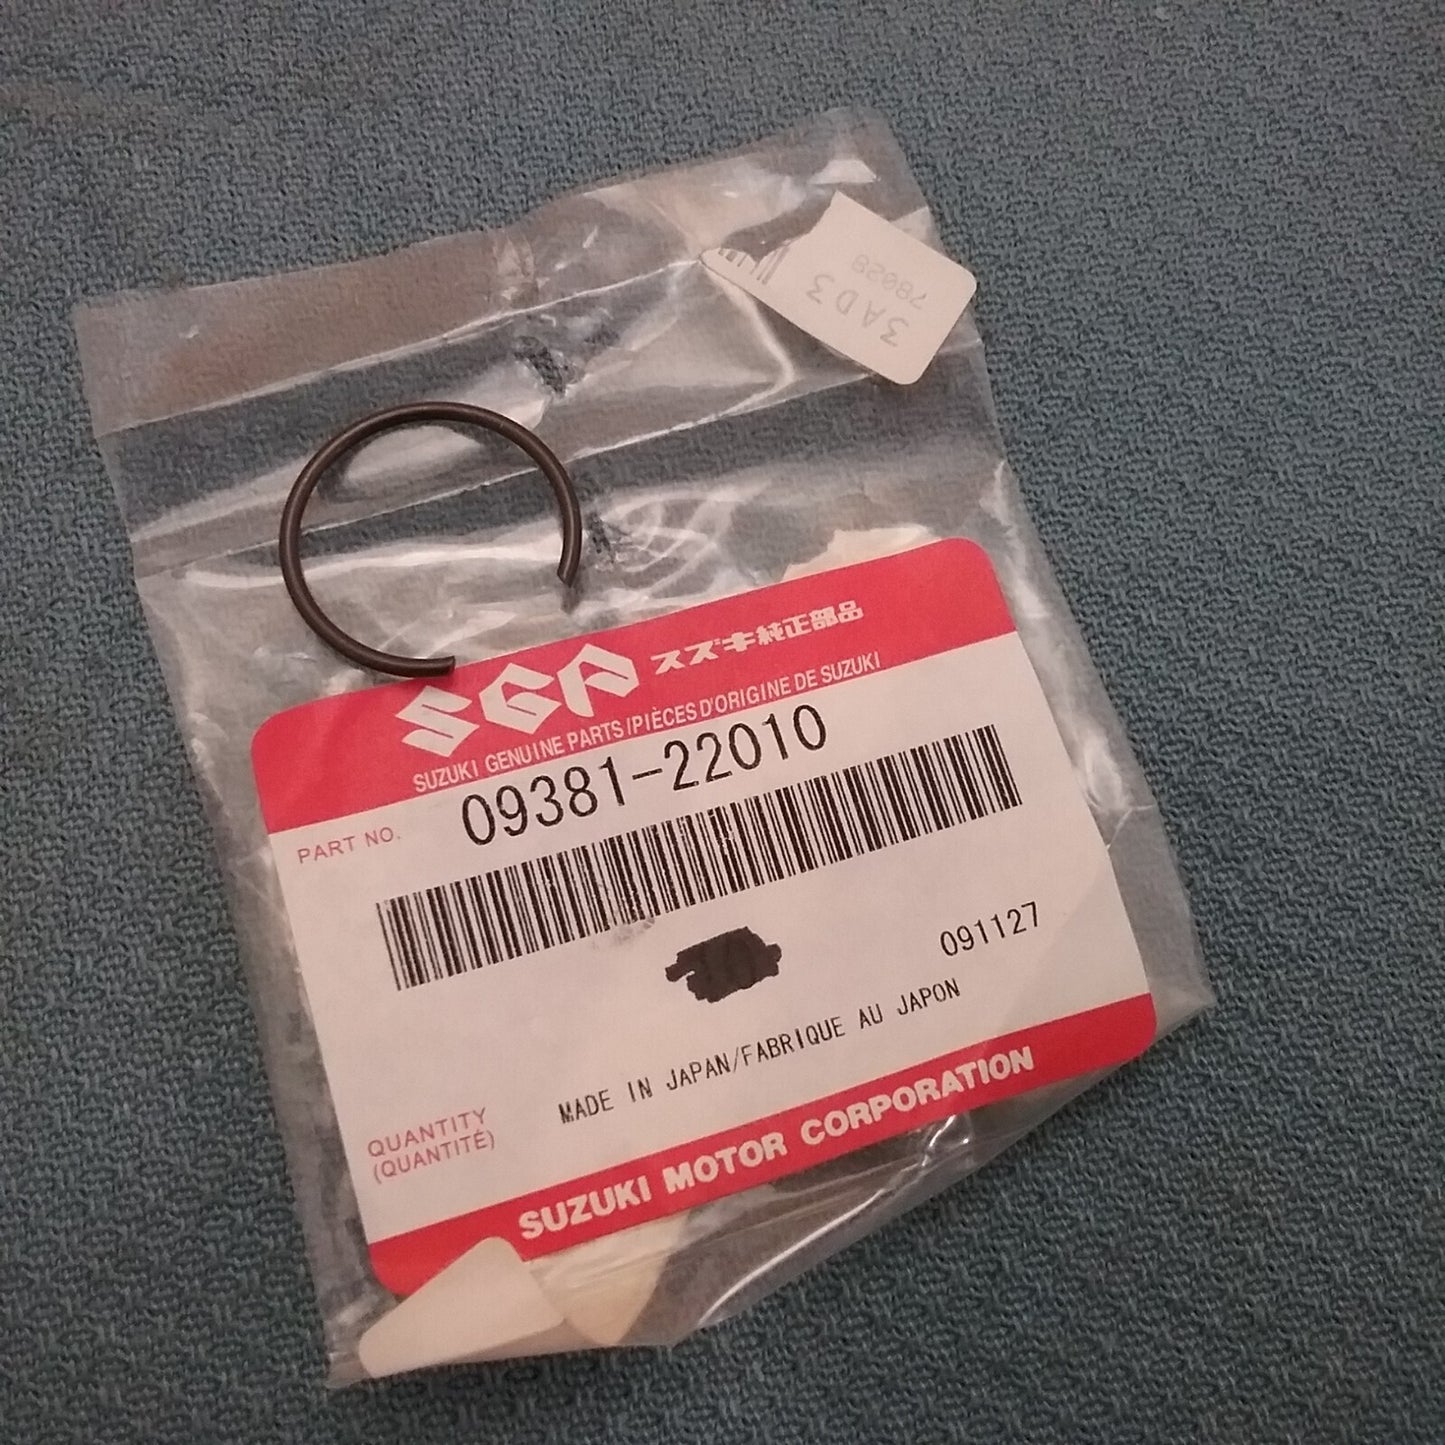 3AD3
780029
SGP スズキ純正部品
SUZUKI GENUINE PARTS/PIÈCES D'ORIGINE DE SUZUKI
PART NO. 09381-22010
091127
MADE IN JAPAN/FABRIQUE AU JAPON
QUANTITY
(QUANTITÉ)
SUZUKI MOTOR CORPORATION